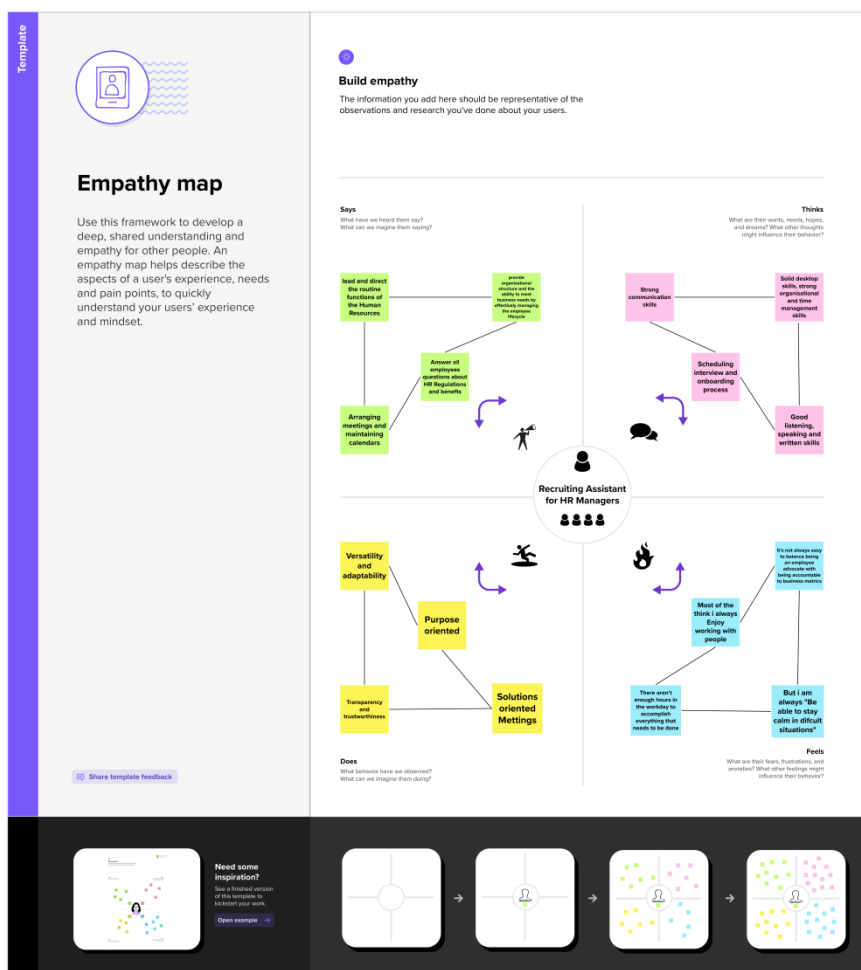 Template
Empathy map
Use this framework to develop a
deep, shared understanding and
empathy for other people. An
empathy map helps describe the
aspects of a user's experience, needs
and pain points, to quickly
understand your users' experience
and mindset.
Share template feedback
Build empathy
The information you add here should be representative of the
observations and research you've done about your users.
Says
What have we heard them say?
What can we imagine them saying?
Thinks
What are their wants, needs, hopes,
and dreams? What other thoughts
might influence their behavior?
lead and direct
the routine
functions of
the Human
Resources
provide
organisational
structure and the
ability to meet
business needs by
effectively managing
the employee
lifecycle
Answer all
employees
questions about
HR Regulations
and benefits
Arranging
meetings and
maintaining
calendars
Strong
communication
skills
Solid desktop
skills, strong
organisational
and time
management
skills
Scheduling
interview and
onboarding
process
Good
listening,
speaking and
written skills
Recruiting Assistant
for HR Managers
Versatility
and
adaptability
Purpose
oriented
Transparency
and
trustworthiness
Solutions
oriented
Mettings
It's not always easy
to balance being
an employee
advocate with
being accountable
to business metrics
Most of the
think i always
Enjoy
working with
people
There aren't
enough hours in
the workday to
accomplish
everything that
needs to be done
But i am
always "Be
able to stay
calm in difcult
situations"
Does
What behavior have we observed?
What can we imagine them doing?
Feels
What are their fears, frustrations, and
anxieties? What other feelings might
influence their behavior?
Need some
inspiration?
See a finished version
of this template to
kickstart your work.
Open example